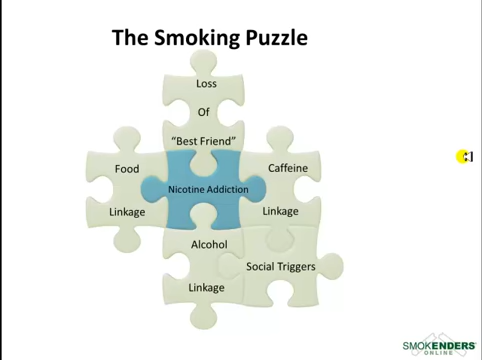 The Smoking Puzzle
Loss
Of
“Best Friend”
Food
Linkage
Nicotine Addiction
Caffeine
Linkage
Alcohol
Linkage
Social Triggers
SMOKENDERS®
ONLINE